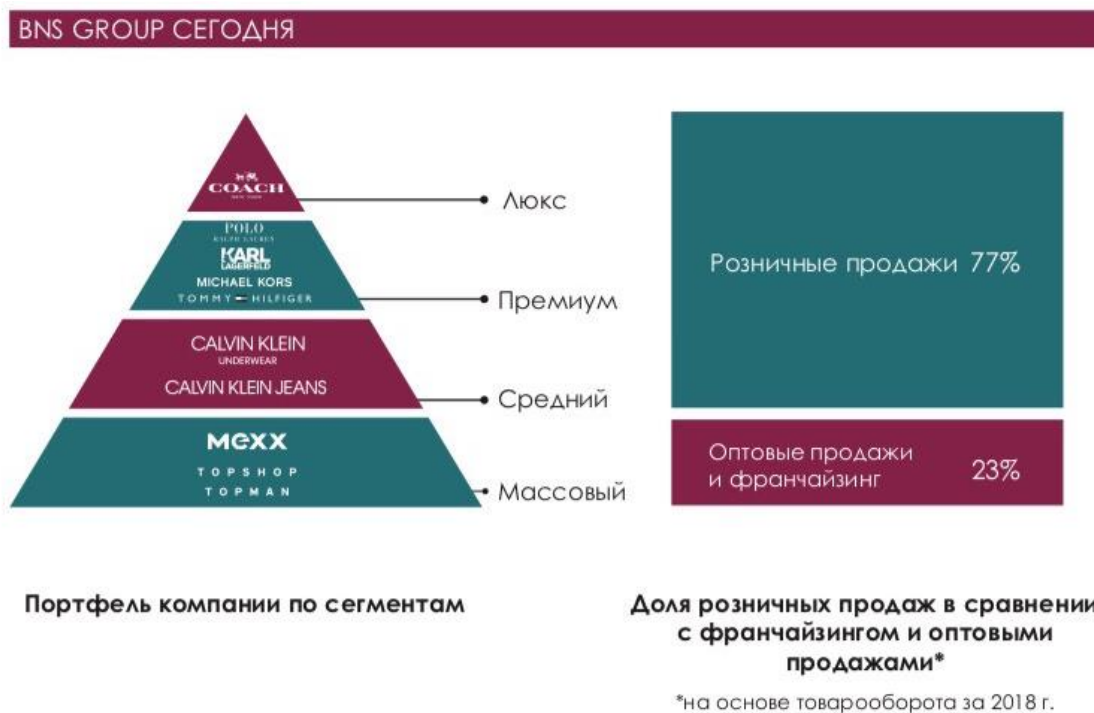 BNS GROUP СЕГОДНЯ
COACH
NEW YORK
Люкс
POLO
RALPH LAUREN
KARL
LAGERFELD
MICHAEL KORS
TOMMY HILFIGER
Премиум
CALVIN KLEIN
UNDERWEAR
CALVIN KLEIN JEANS
Средний
Mexx
TOPSHOP
TOPMAN
Массовый
Розничные продажи 77%
Оптовые продажи
и франчайзинг 23%
Портфель компании по сегментам
Доля розничных продаж в сравнении
с франчайзингом и оптовыми
продажами*
*на основе товарооборота за 2018 г.